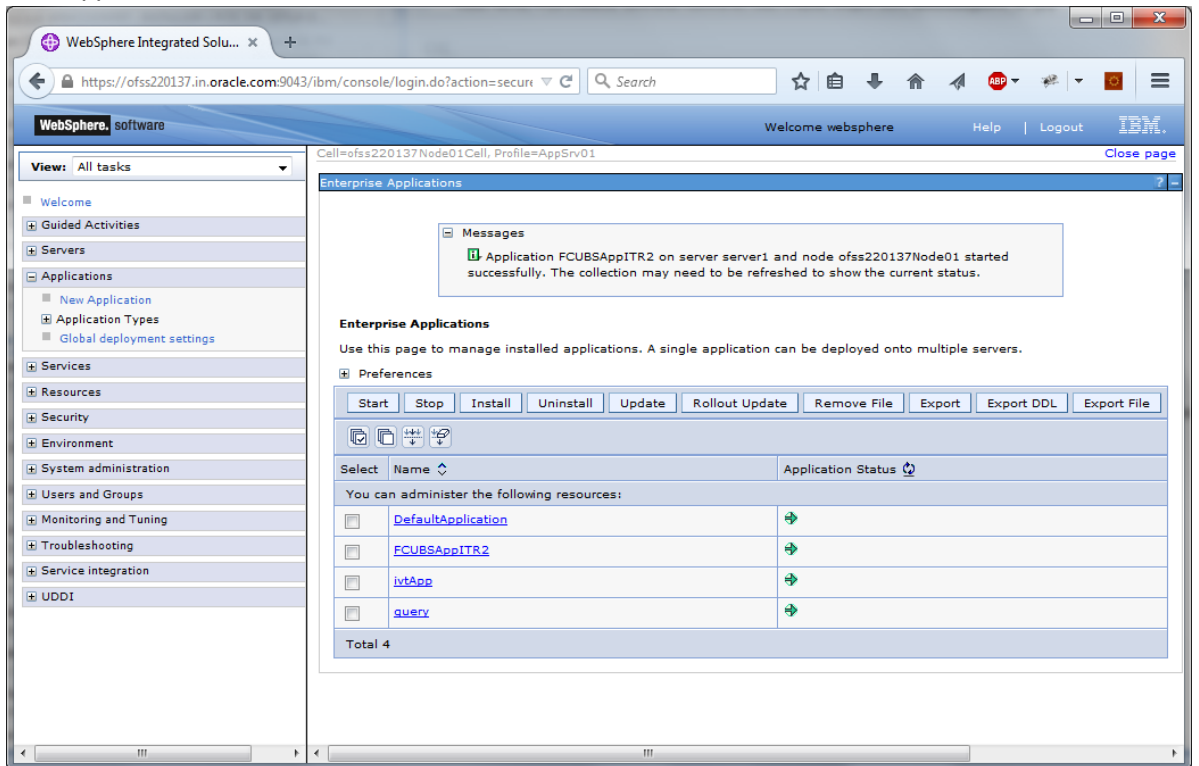 WebSphere Integrated Solu... × +
https://ofss220137.in.oracle.com:9043/ibm/console/login.do?action=secure Search ABP
WebSphere. software Welcome websphere Help | Logout IBM.
View: All tasks
Welcome
Guided Activities
Servers
Applications
New Application
Application Types
Global deployment settings
Services
Resources
Security
Environment
System administration
Users and Groups
Monitoring and Tuning
Troubleshooting
Service integration
UDDI
Cell=ofss220137Node01Cell, Profile=AppSrv01 Close page
Enterprise Applications ? -
Messages
Application FCUBSAppITR2 on server server1 and node ofss220137Node01 started
successfully. The collection may need to be refreshed to show the current status.
Enterprise Applications
Use this page to manage installed applications. A single application can be deployed onto multiple servers.
Preferences
Start Stop Install Uninstall Update Rollout Update Remove File Export Export DDL Export File
Select Name Application Status
You can administer the following resources:
DefaultApplication
FCUBSAppITR2
ivtApp
query
Total 4